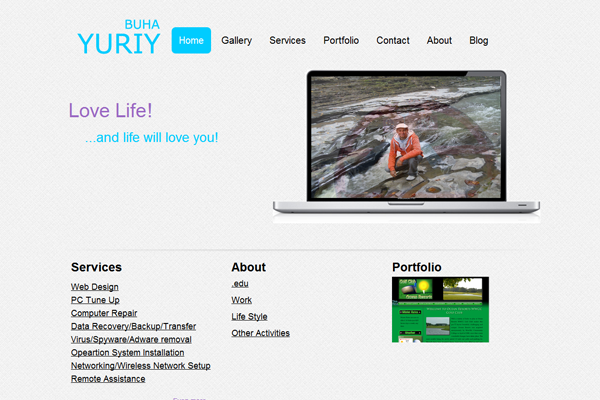 BUHA
YURIY
Home Gallery Services Portfolio Contact About Blog
Love Life!
...and life will love you!
Services
Web Design
PC Tune Up
Computer Repair
Data Recovery/Backup/Transfer
Virus/Spyware/Adware removal
Opeartion System Installation
Networking/Wireless Network Setup
Remote Assistance
About
.edu
Work
Life Style
Other Activities
Portfolio